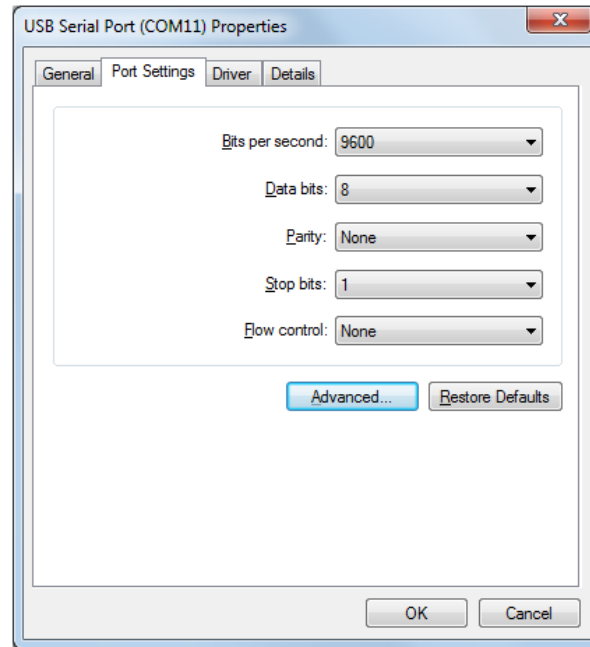 USB Serial Port (COM11) Properties
General Port Settings Driver Details
Bits per second: 9600
Data bits: 8
Parity: None
Stop bits: 1
Flow control: None
Advanced... Restore Defaults
OK Cancel